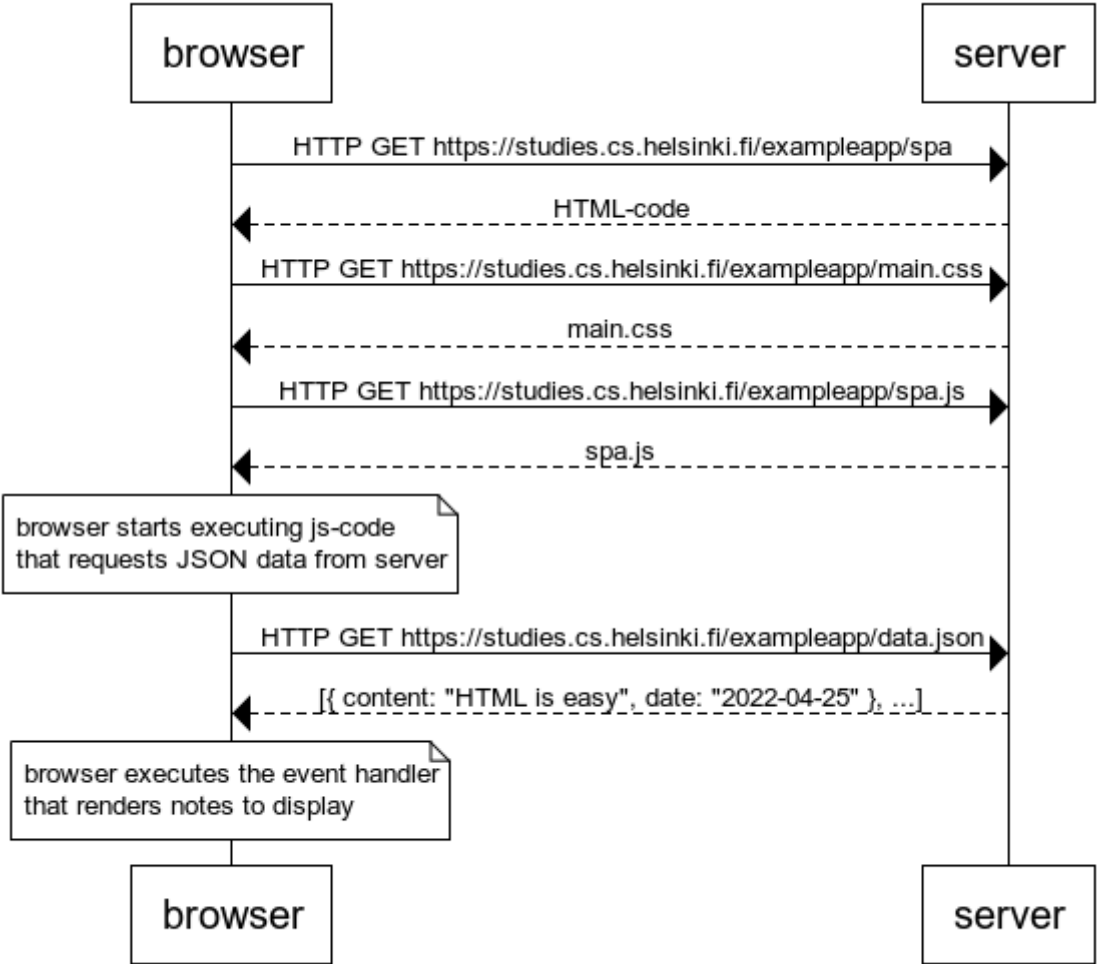 browser
server
HTTP GET https://studies.cs.helsinki.fi/exampleapp/spa
HTML-code
HTTP GET https://studies.cs.helsinki.fi/exampleapp/main.css
main.css
HTTP GET https://studies.cs.helsinki.fi/exampleapp/spa.js
spa.js
browser starts executing js-code
that requests JSON data from server
HTTP GET https://studies.cs.helsinki.fi/exampleapp/data.json
[{ content: "HTML is easy", date: "2022-04-25" }, ...]
browser executes the event handler
that renders notes to display
browser
server